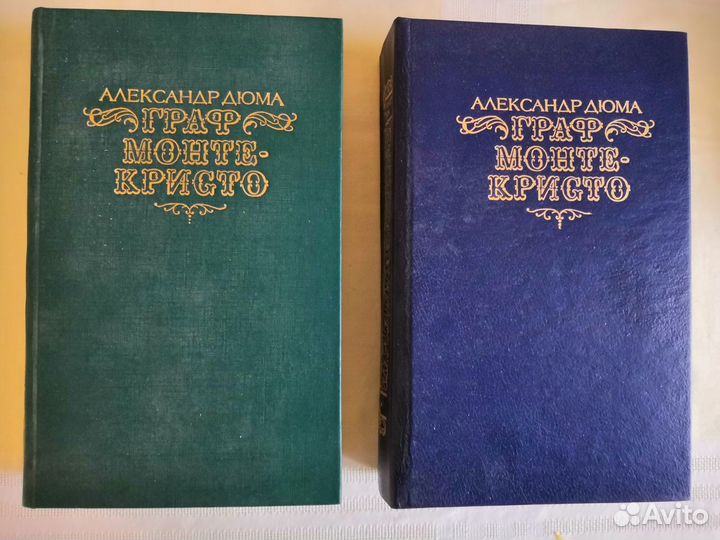 АЛЕКСАНДР ДЮМА
ГРАФ
МОНТЕ-
КРИСТО
АЛЕКСАНДР ДЮМА
ГРАФ
МОНТЕ-
КРИСТО
Avito